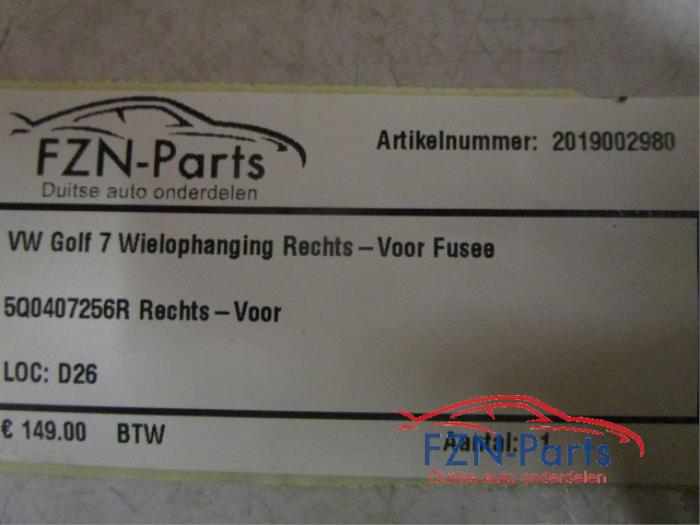 FZN-Parts
Duitse auto onderdelen
Artikelnummer: 2019002980
VW Golf 7 Wielophanging Rechts-Voor Fusee
5Q0407256R Rechts-Voor
LOC: D26
€ 149.00 BTW
Aantal: 1
FZN-Parts
Duitse auto onderdelen